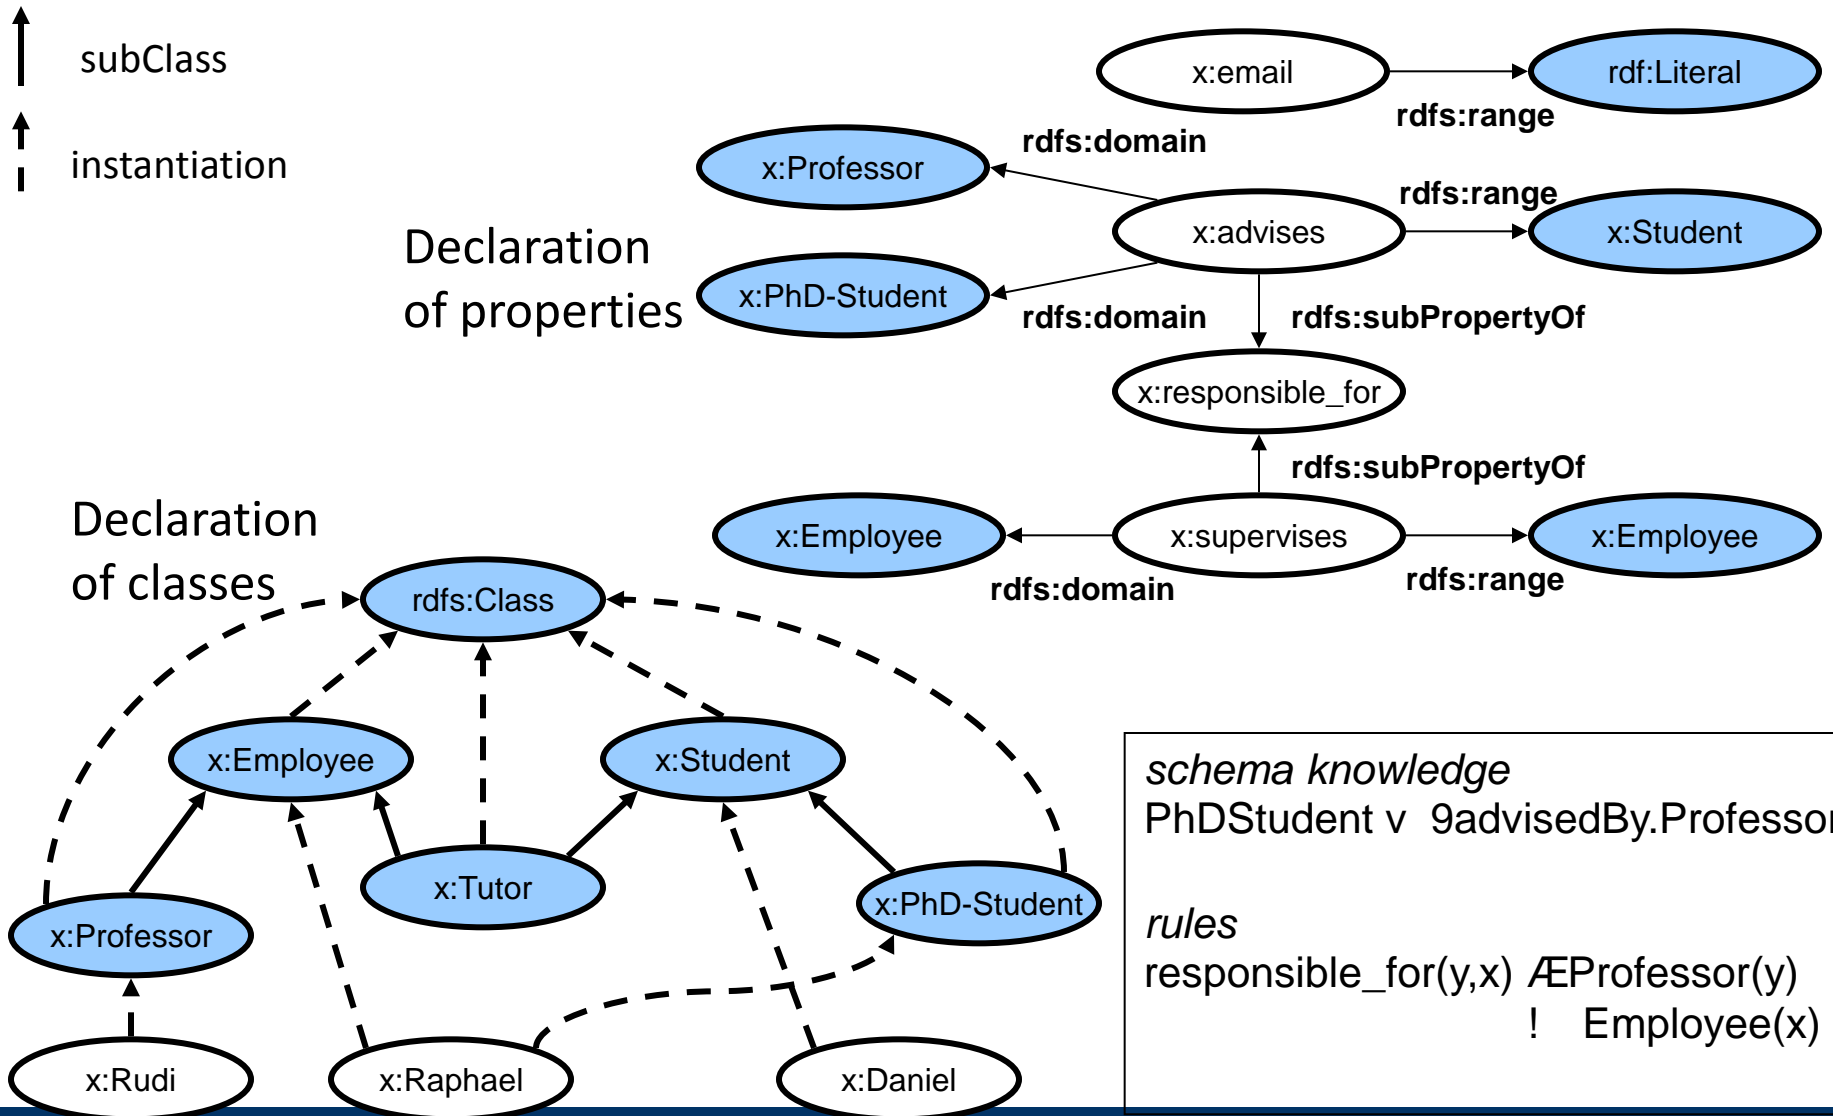 subClass
instantiation
x:email
rdf:Literal
rdfs:range
rdfs:domain
x:Professor
rdfs:range
x:advises
x:Student
Declaration
of properties
x:PhD-Student
rdfs:domain
rdfs:subPropertyOf
x:responsible_for
rdfs:subPropertyOf
x:Employee
x:supervises
x:Employee
rdfs:domain
rdfs:range
Declaration
of classes
rdfs:Class
x:Employee
x:Student
x:Tutor
x:PhD-Student
x:Professor
x:Rudi
x:Raphael
x:Daniel
schema knowledge
PhDStudent v 9advisedBy.Professor
rules
responsible_for(y,x) ÆProfessor(y)
! Employee(x)